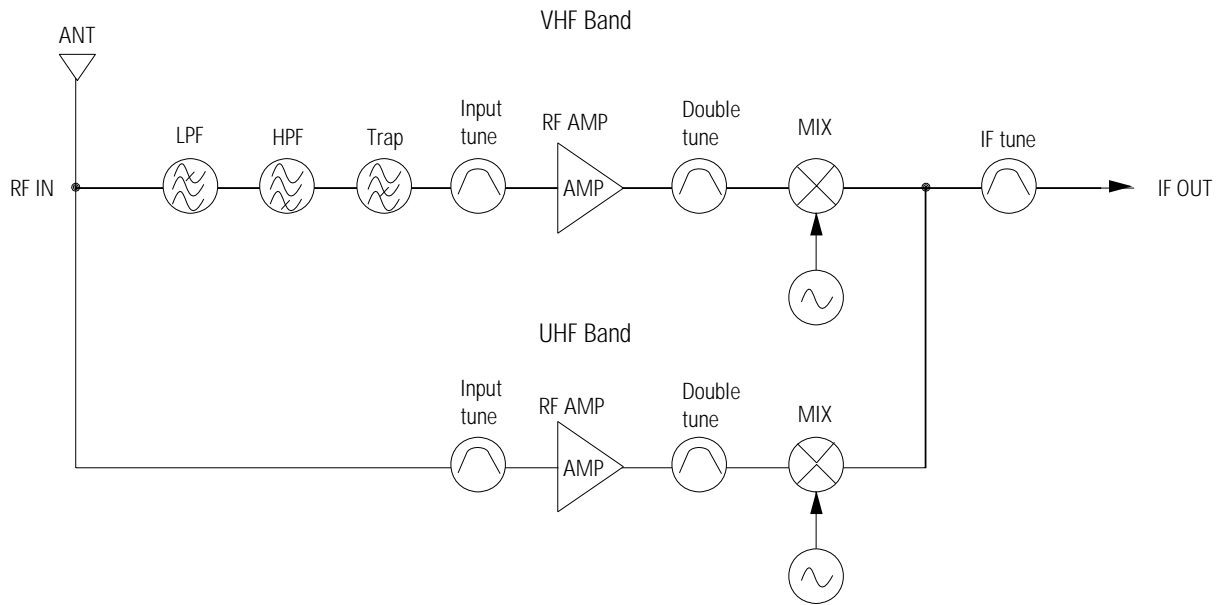 VHF Band
ANT
LPF
HPF
Trap
Input
tune
RF AMP
AMP
Double
tune
MIX
IF tune
RF IN
IF OUT
UHF Band
Input
tune
RF AMP
AMP
Double
tune
MIX